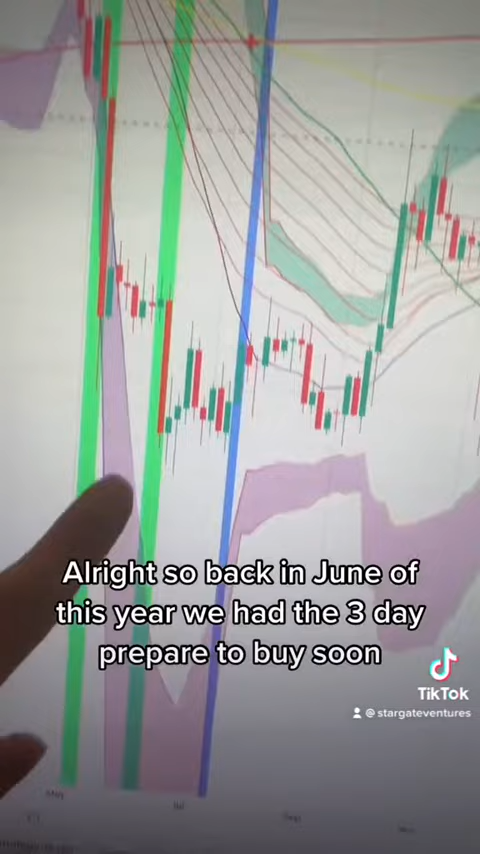 Alright so back in June of
this year we had the 3 day
prepare to buy soon
TikTok
@ stargateventures